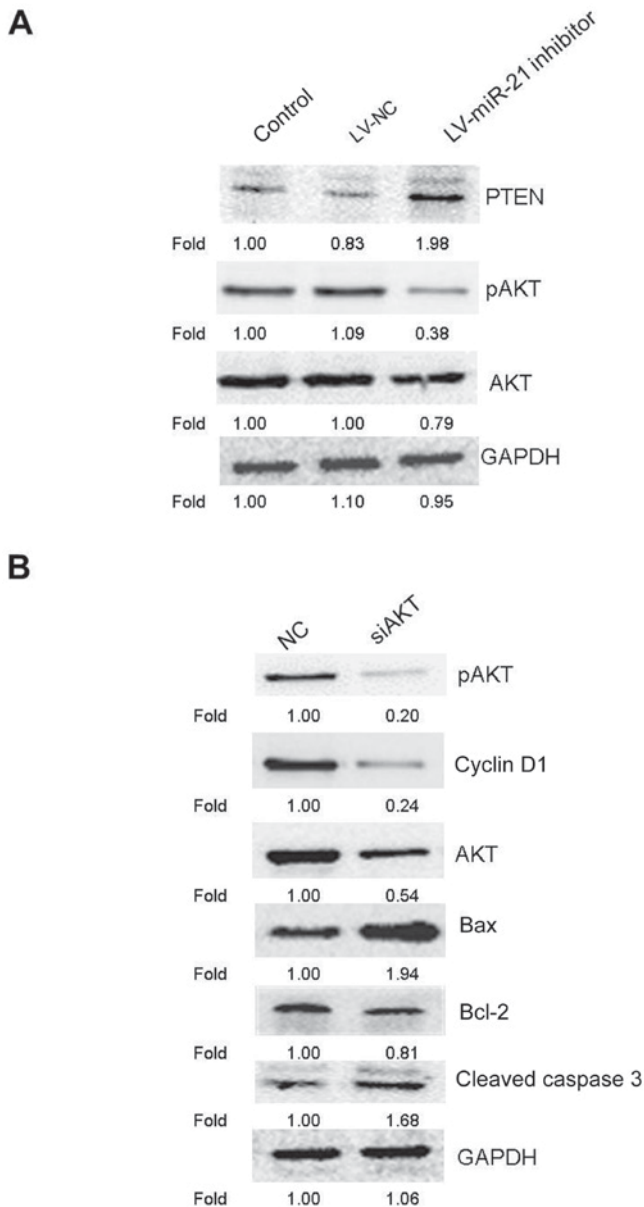 A
Control LV-NC LV-miR-21 inhibitor
PTEN
Fold 1.00 0.83 1.98
pAKT
Fold 1.00 1.09 0.38
AKT
Fold 1.00 1.00 0.79
GAPDH
Fold 1.00 1.10 0.95
B
NC siAKT
pAKT
Fold 1.00 0.20
Cyclin D1
Fold 1.00 0.24
AKT
Fold 1.00 0.54
Bax
Fold 1.00 1.94
Bcl-2
Fold 1.00 0.81
Cleaved caspase 3
Fold 1.00 1.68
GAPDH
Fold 1.00 1.06